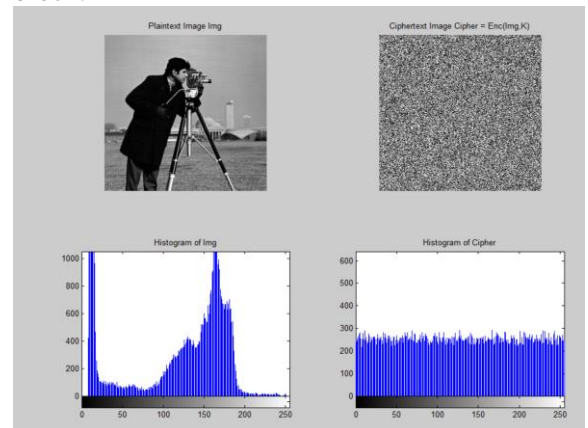 Plaintext Image Img
Ciphertext Image Cipher = Enc(Img,K)
Histogram of Img
Histogram of Cipher
1000
800
600
400
200
0
0 50 100 150 200 250
600
500
400
300
200
100
0
0 50 100 150 200 250